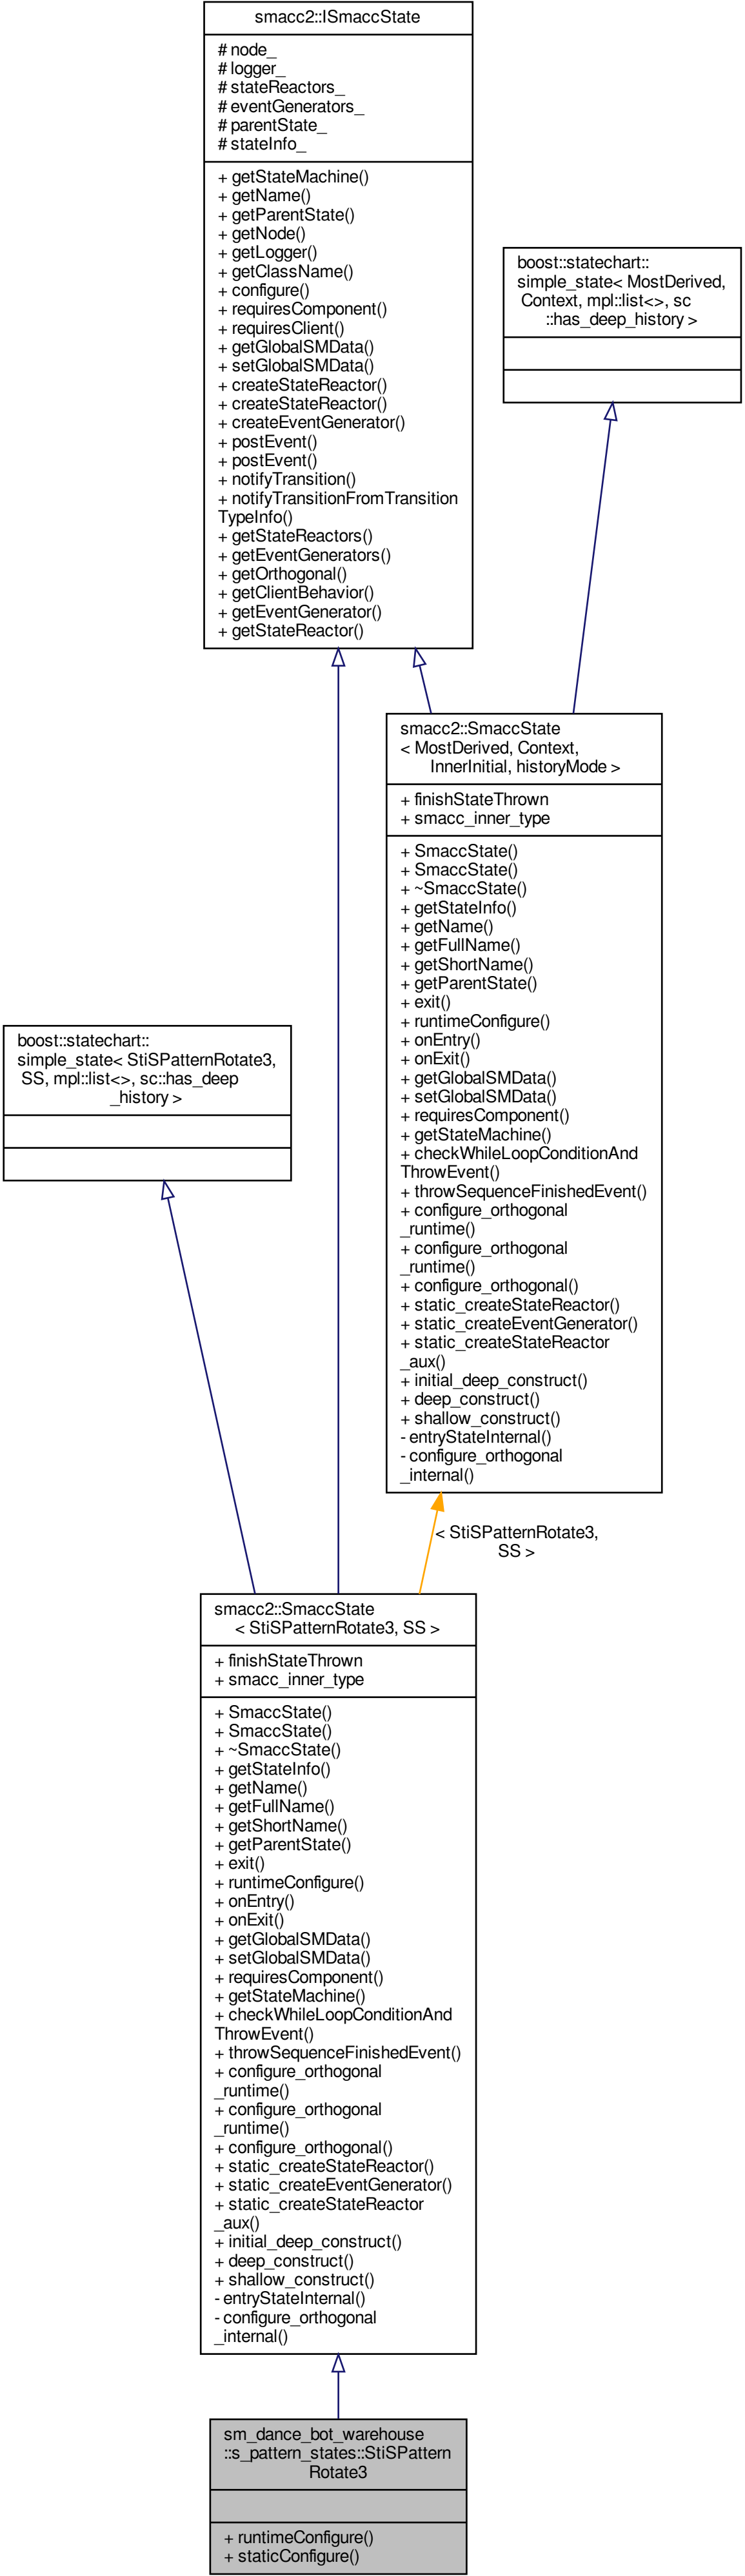 smacc2::ISmaccState
# node_
# logger_
# stateReactors_
# eventGenerators_
# parentState_
# stateInfo_
+ getStateMachine()
+ getName()
+ getParentState()
+ getNode()
+ getLogger()
+ getClassName()
+ configure()
+ requiresComponent()
+ requiresClient()
+ getGlobalSMData()
+ setGlobalSMData()
+ createStateReactor()
+ createStateReactor()
+ createEventGenerator()
+ postEvent()
+ postEvent()
+ notifyTransition()
+ notifyTransitionFromTransition
TypeInfo()
+ getStateReactors()
+ getEventGenerators()
+ getOrthogonal()
+ getClientBehavior()
+ getEventGenerator()
+ getStateReactor()
boost::statechart::
simple_state< MostDerived,
Context, mpl::list<>, sc
::has_deep_history >
smacc2::SmaccState
< MostDerived, Context,
InnerInitial, historyMode >
+ finishStateThrown
+ smacc_inner_type
+ SmaccState()
+ SmaccState()
+ ~SmaccState()
+ getStateInfo()
+ getName()
+ getFullName()
+ getShortName()
+ getParentState()
+ exit()
+ runtimeConfigure()
+ onEntry()
+ onExit()
+ getGlobalSMData()
+ setGlobalSMData()
+ requiresComponent()
+ getStateMachine()
+ checkWhileLoopConditionAnd
ThrowEvent()
+ throwSequenceFinishedEvent()
+ configure_orthogonal
_runtime()
+ configure_orthogonal
_runtime()
+ configure_orthogonal()
+ static_createStateReactor()
+ static_createEventGenerator()
+ static_createStateReactor
_aux()
+ initial_deep_construct()
+ deep_construct()
+ shallow_construct()
- entryStateInternal()
- configure_orthogonal
_internal()
boost::statechart::
simple_state< StiSPatternRotate3,
SS, mpl::list<>, sc::has_deep
_history >
< StiSPatternRotate3,
SS >
smacc2::SmaccState
< StiSPatternRotate3, SS >
+ finishStateThrown
+ smacc_inner_type
+ SmaccState()
+ SmaccState()
+ ~SmaccState()
+ getStateInfo()
+ getName()
+ getFullName()
+ getShortName()
+ getParentState()
+ exit()
+ runtimeConfigure()
+ onEntry()
+ onExit()
+ getGlobalSMData()
+ setGlobalSMData()
+ requiresComponent()
+ getStateMachine()
+ checkWhileLoopConditionAnd
ThrowEvent()
+ throwSequenceFinishedEvent()
+ configure_orthogonal
_runtime()
+ configure_orthogonal
_runtime()
+ configure_orthogonal()
+ static_createStateReactor()
+ static_createEventGenerator()
+ static_createStateReactor
_aux()
+ initial_deep_construct()
+ deep_construct()
+ shallow_construct()
- entryStateInternal()
- configure_orthogonal
_internal()
sm_dance_bot_warehouse
::s_pattern_states::StiSPattern
Rotate3
+ runtimeConfigure()
+ staticConfigure()